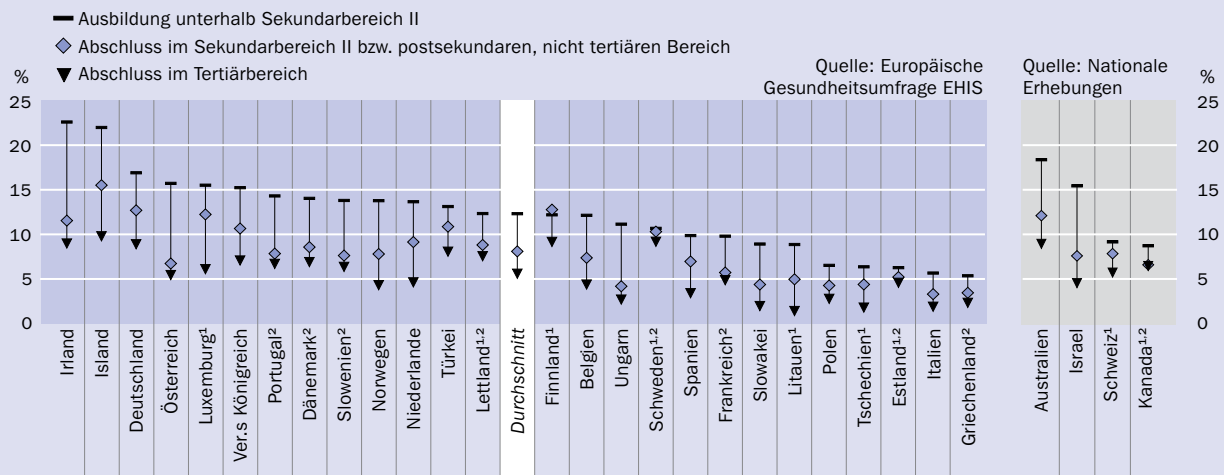 Ausbildung unterhalb Sekundarbereich II
Abschluss im Sekundarbereich II bzw. postsekundaren, nicht tertiären Bereich
Abschluss im Tertiärbereich
Quelle: Europäische
Gesundheitsumfrage EHIS
Quelle: Nationale
Erhebungen
%
%
25
20
15
10
5
0
25
20
15
10
5
0
Irland
Island
Deutschland
Österreich
Luxemburg¹
Ver.s Königreich
Portugal²
Dänemark²
Slowenien²
Norwegen
Niederlande
Türkei
Lettland¹,²
Durchschnitt
Finnland¹
Belgien
Ungarn
Schweden¹,²
Spanien
Frankreich²
Slowakei
Litauen¹
Polen
Tschechien¹
Estland¹,²
Italien
Griechenland²
Australien
Israel
Schweiz¹
Kanada¹,²